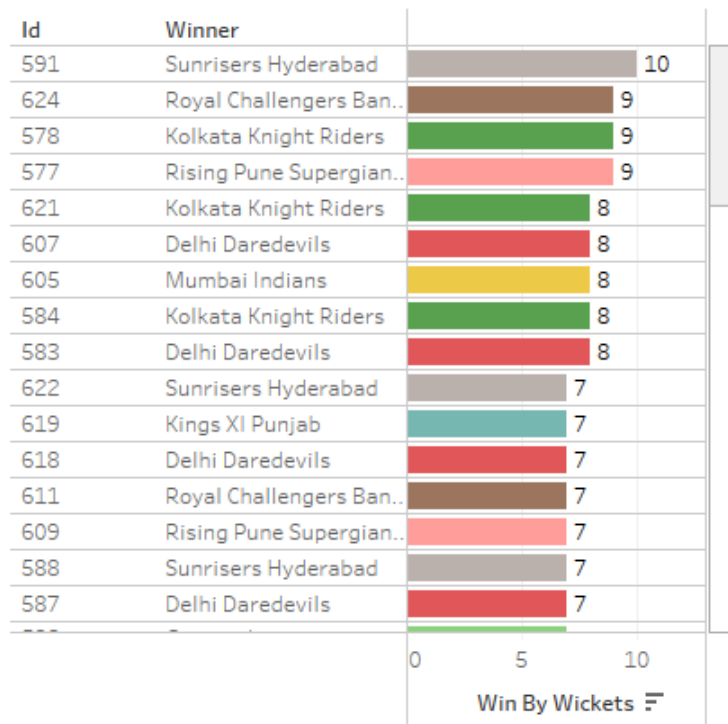 Id Winner
591 Sunrisers Hyderabad 10
624 Royal Challengers Ban.. 9
578 Kolkata Knight Riders 9
577 Rising Pune Supergian.. 9
621 Kolkata Knight Riders 8
607 Delhi Daredevils 8
605 Mumbai Indians 8
584 Kolkata Knight Riders 8
583 Delhi Daredevils 8
622 Sunrisers Hyderabad 7
619 Kings XI Punjab 7
618 Delhi Daredevils 7
611 Royal Challengers Ban.. 7
609 Rising Pune Supergian.. 7
588 Sunrisers Hyderabad 7
587 Delhi Daredevils 7
0 5 10
Win By Wickets